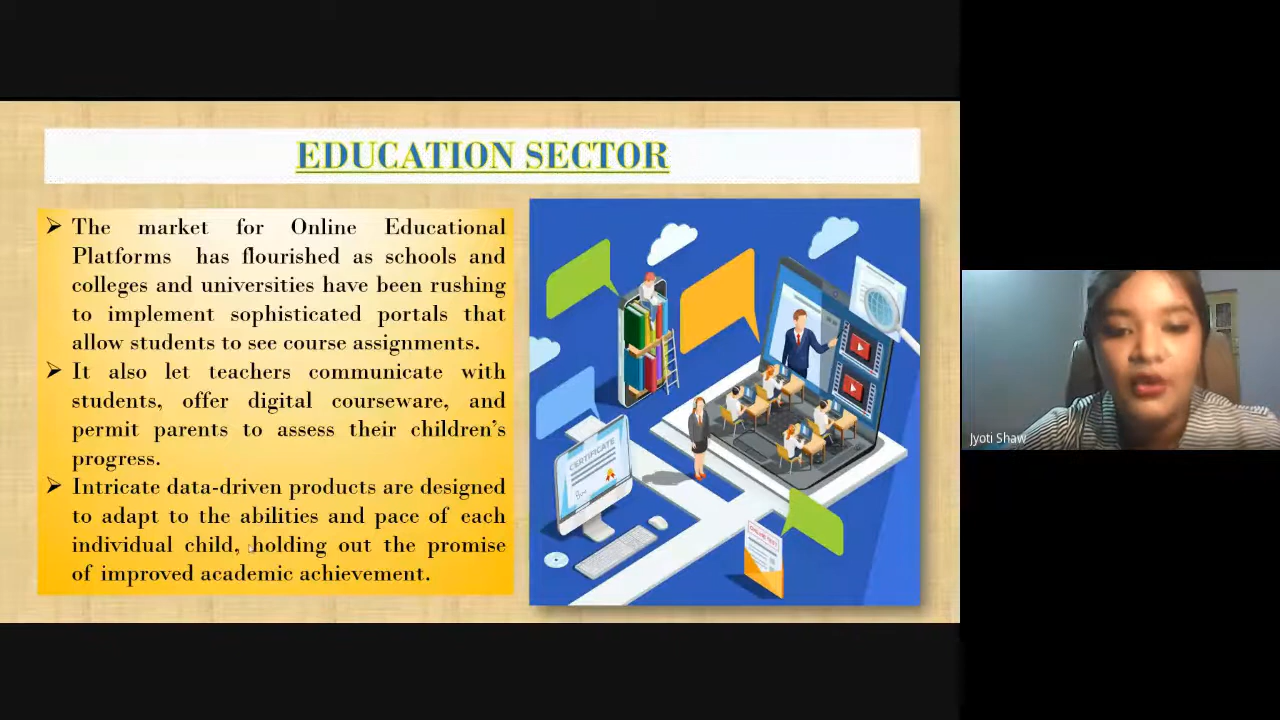 EDUCATION SECTOR
➢ The market for Online Educational
Platforms has flourished as schools and
colleges and universities have been rushing
to implement sophisticated portals that
allow students to see course assignments.
➢ It also let teachers communicate with
students, offer digital courseware, and
permit parents to assess their children's
progress.
➢ Intricate data-driven products are designed
to adapt to the abilities and pace of each
individual child, holding out the promise
of improved academic achievement.
CERTIFICATE
ONLINE TEST
Jyoti Shaw